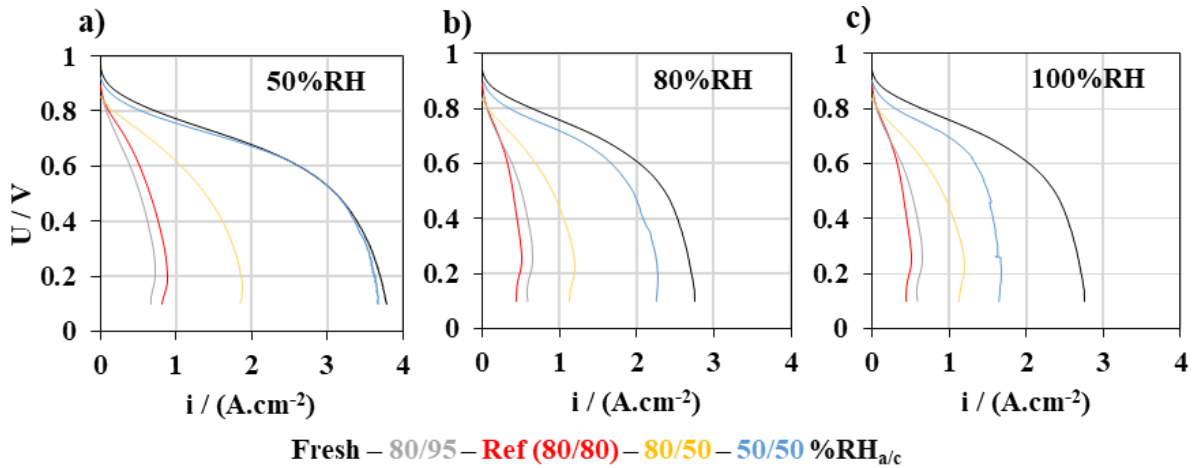 a)
50%RH
U / V
1
0.8
0.6
0.4
0.2
0
0 1 2 3 4
i / (A.cm⁻²)
b)
80%RH
1
0.8
0.6
0.4
0.2
0
0 1 2 3 4
i / (A.cm⁻²)
c)
100%RH
1
0.8
0.6
0.4
0.2
0
0 1 2 3 4
i / (A.cm⁻²)
Fresh – 80/95 – Ref (80/80) – 80/50 – 50/50 %RHa/c